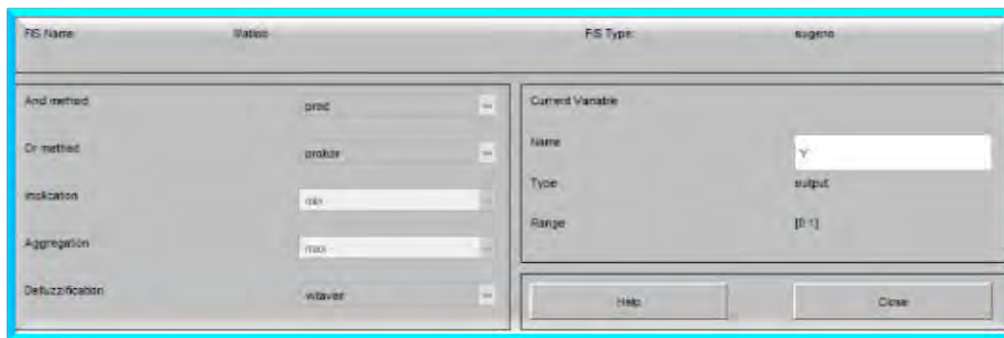 FIS Name: FIS Type: sugeno
And method prod
Or method probor
Implication min
Aggregation max
Defuzzification wtaver
Current Variable
Name Y
Type output
Range [0 1]
Help Close